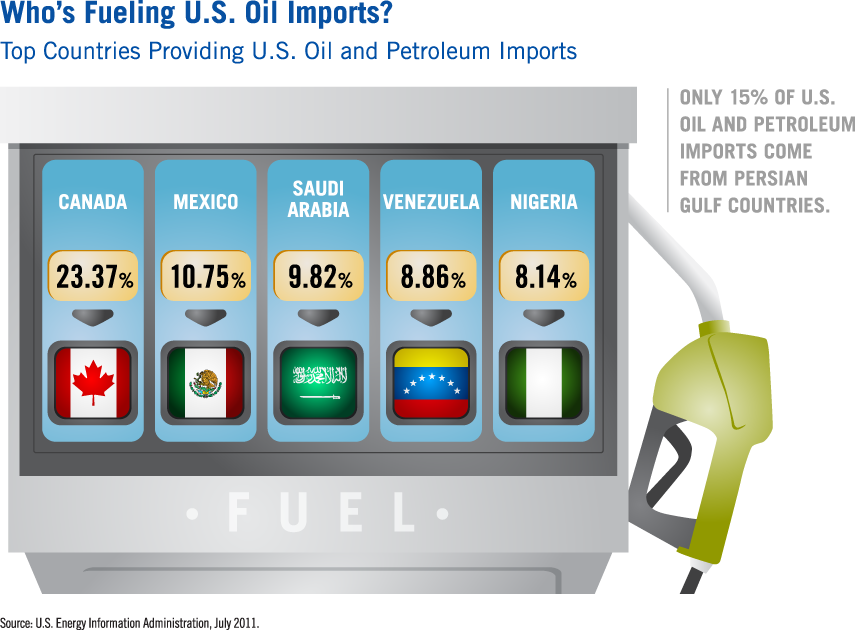 Who's Fueling U.S. Oil Imports?
Top Countries Providing U.S. Oil and Petroleum Imports
ONLY 15% OF U.S.
OIL AND PETROLEUM
IMPORTS COME
FROM PERSIAN
GULF COUNTRIES.
CANADA
MEXICO
SAUDI
ARABIA
VENEZUELA
NIGERIA
23.37%
10.75%
9.82%
8.86%
8.14%
• FUEL •
Source: U.S. Energy Information Administration, July 2011.